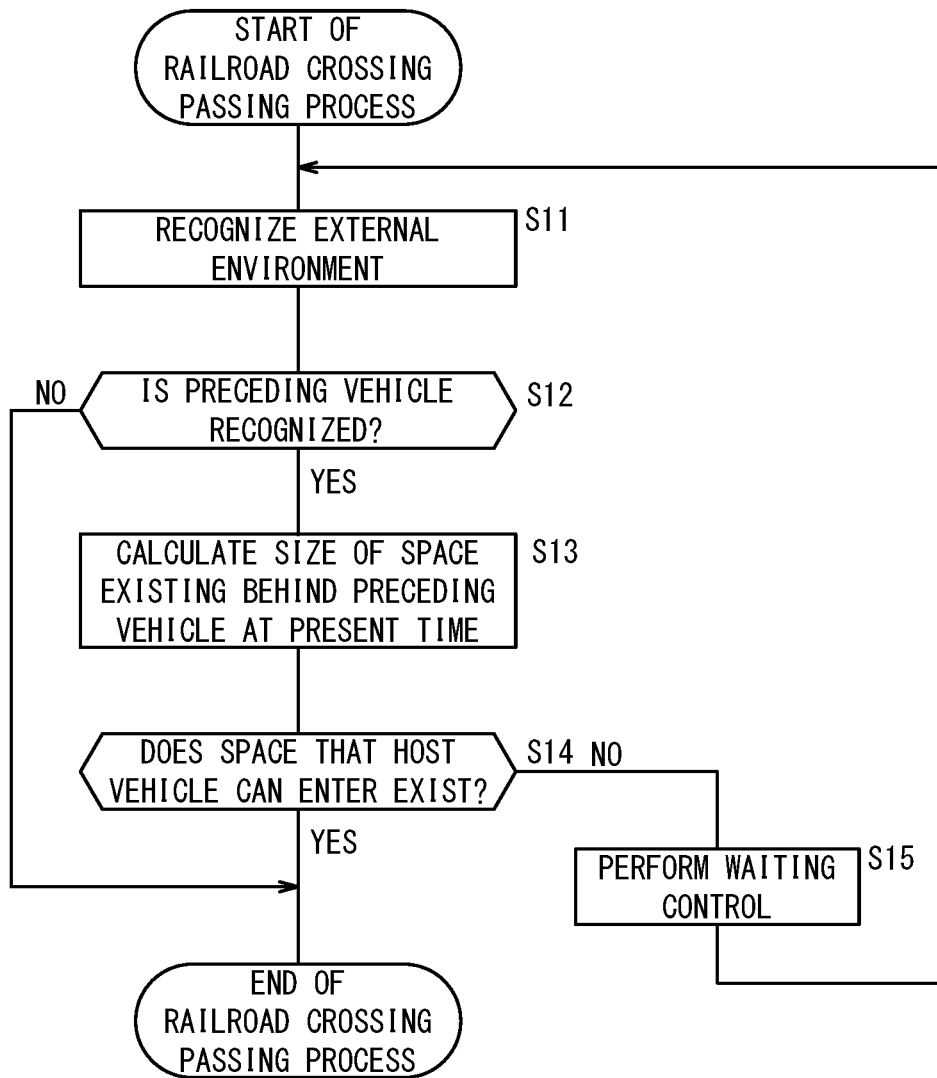 START OF
RAILROAD CROSSING
PASSING PROCESS
RECOGNIZE EXTERNAL
ENVIRONMENT
S11
NO
IS PRECEDING VEHICLE
RECOGNIZED?
S12
YES
CALCULATE SIZE OF SPACE
EXISTING BEHIND PRECEDING
VEHICLE AT PRESENT TIME
S13
DOES SPACE THAT HOST
VEHICLE CAN ENTER EXIST?
S14 NO
YES
PERFORM WAITING
CONTROL
S15
END OF
RAILROAD CROSSING
PASSING PROCESS